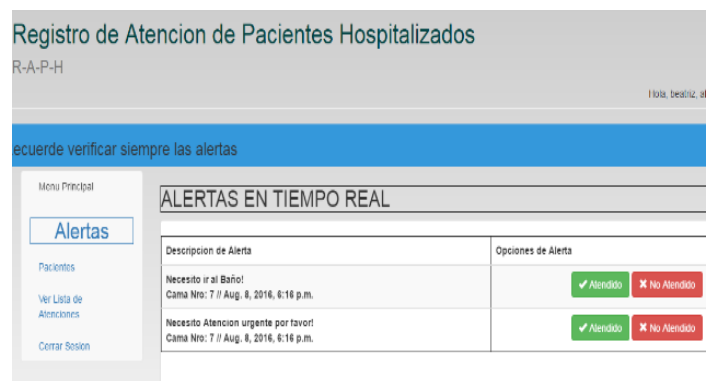 Registro de Atencion de Pacientes Hospitalizados
R-A-P-H
Hola, beatriz, al
ecuerde verificar siempre las alertas
Menu Principal
Alertas
Pacientes
Ver Lista de
Atenciones
Cerrar Sesion
ALERTAS EN TIEMPO REAL
Descripcion de Alerta Opciones de Alerta
Necesito ir al Baño!
Cama Nro: 7 // Aug. 8, 2016, 6:16 p.m.
Atendido No Atendido
Necesito Atencion urgente por favor!
Cama Nro: 7 // Aug. 8, 2016, 6:16 p.m.
Atendido No Atendido